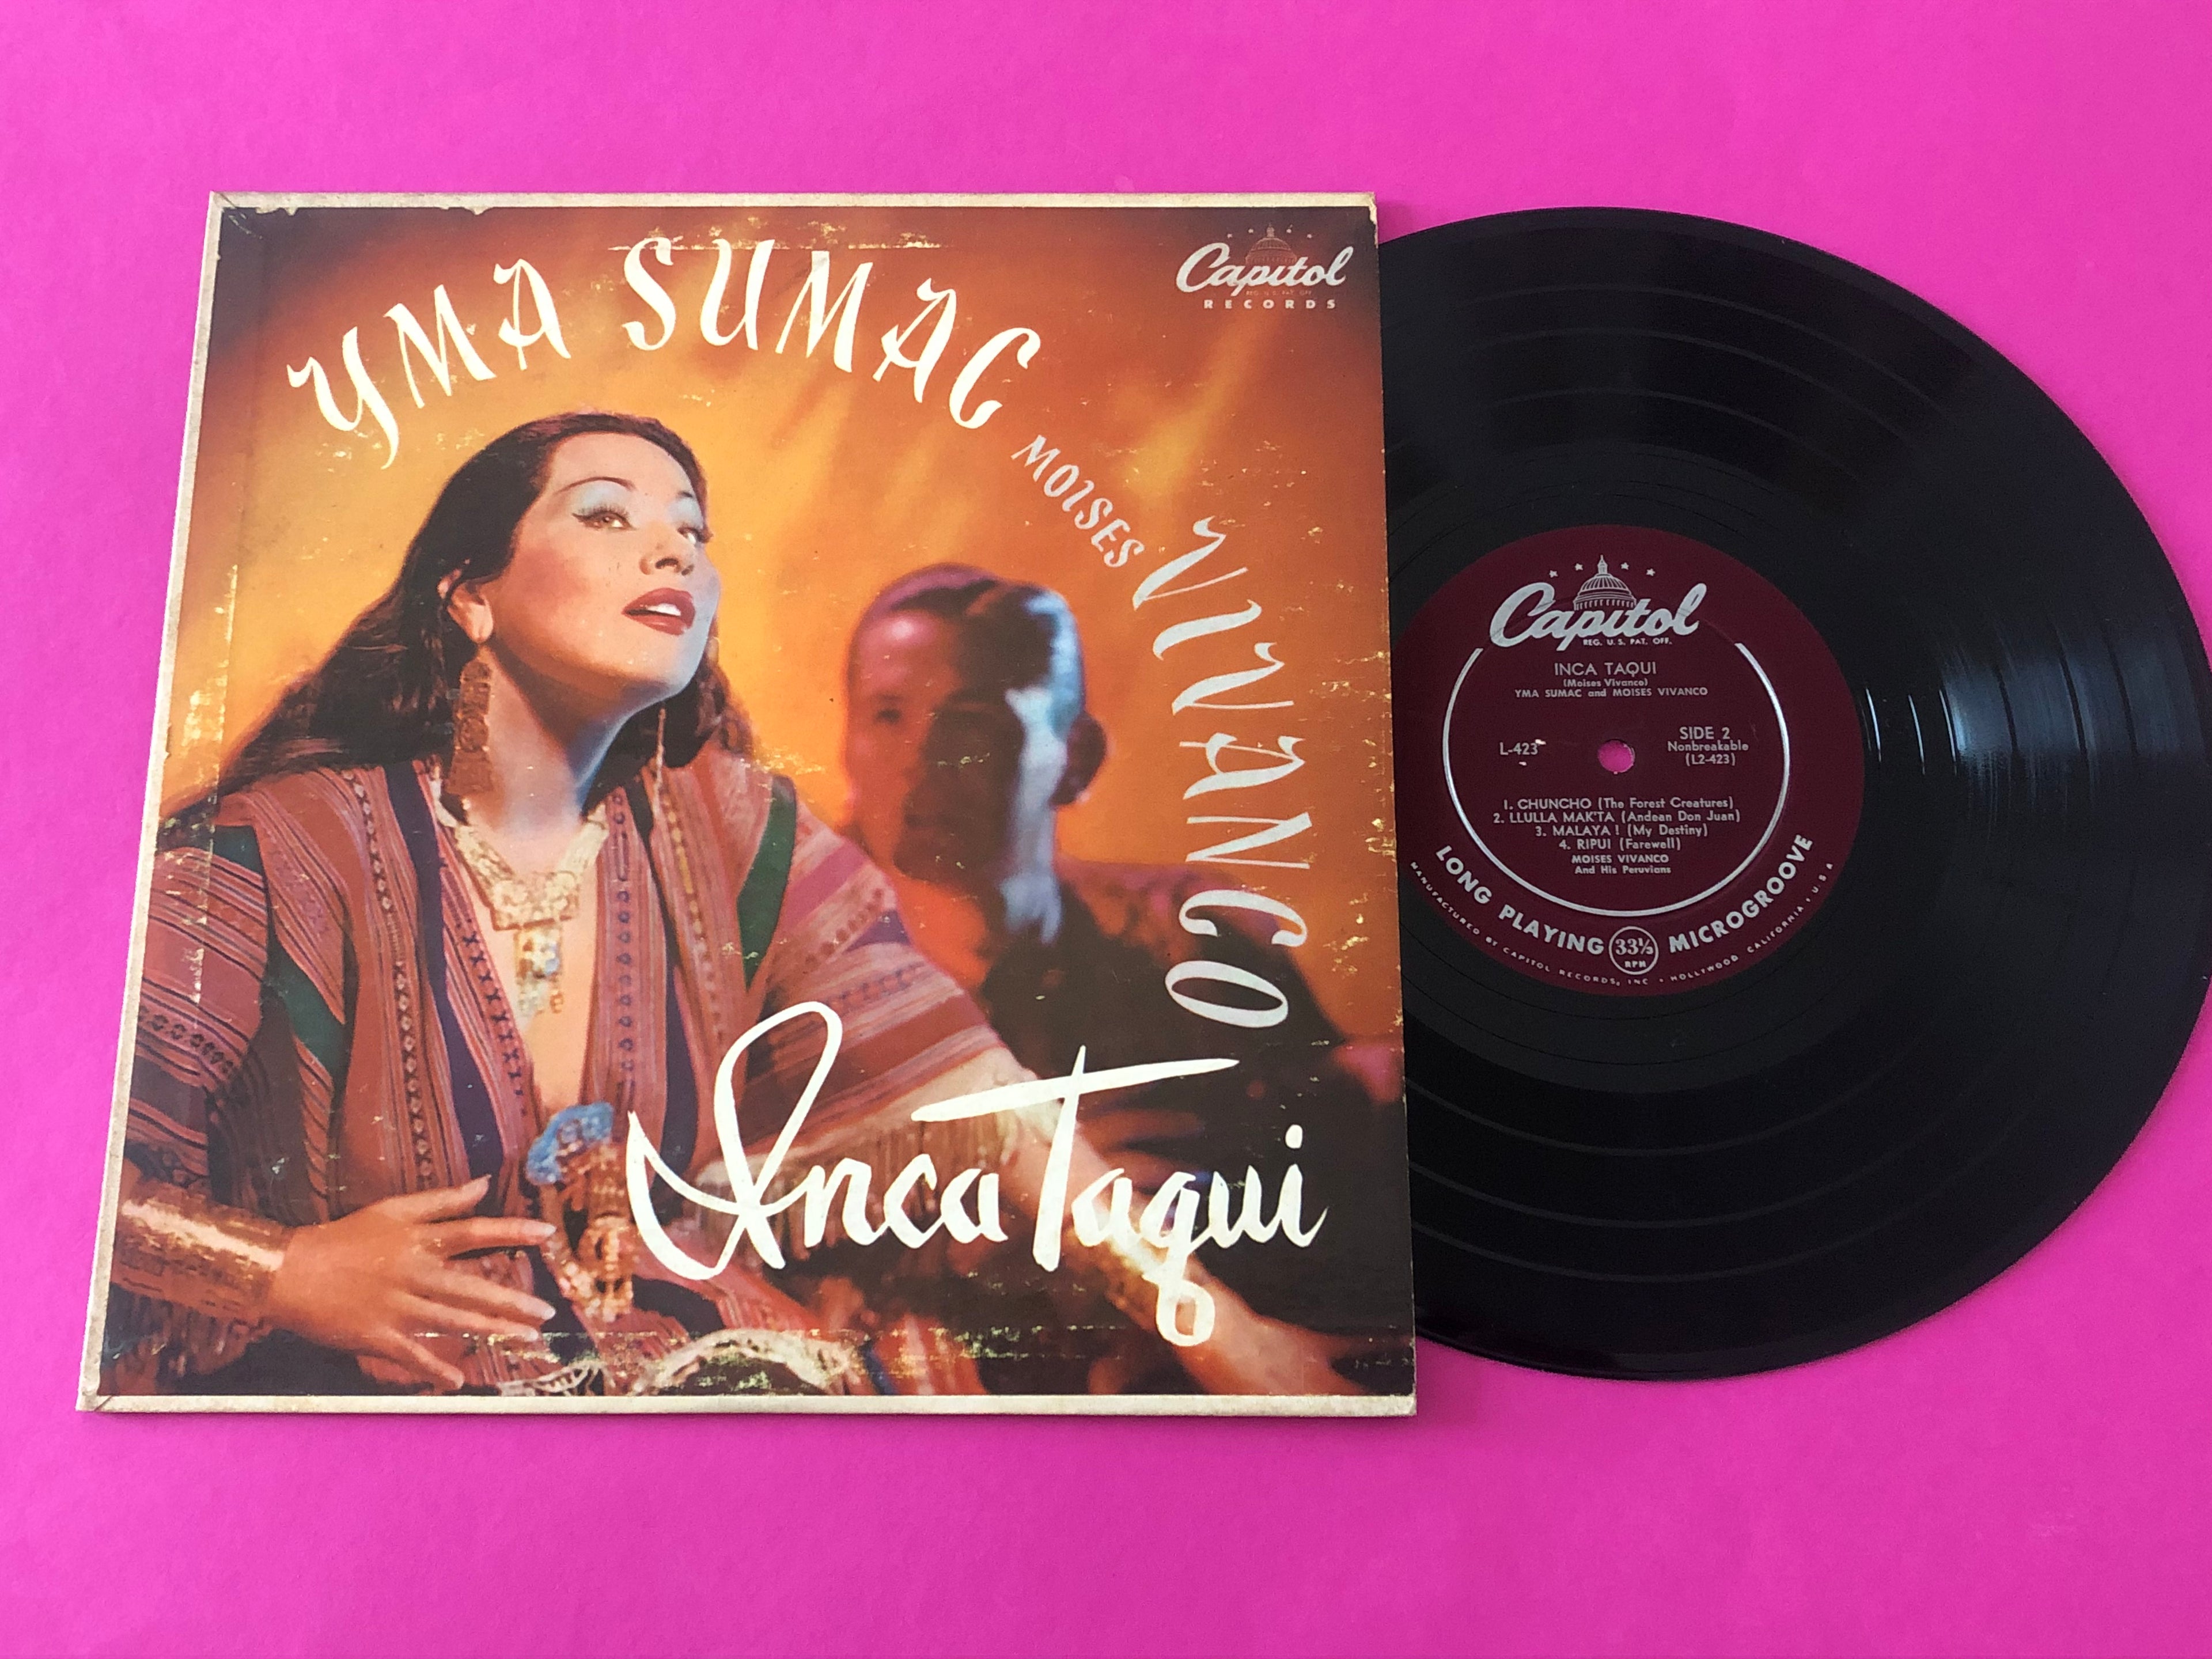 YMA SUMAC
MOISES
VIVANCO
Inca Taqui
Capitol
RECORDS
Capitol
REG. U. S. PAT. OFF.
INCA TAQUI
(Moises Vivanco)
YMA SUMAC and MOISES VIVANCO
L-423
SIDE 2
Nonbreakable
(L2-423)
1. CHUNCHO (The Forest Creatures)
2. LLULLA MAK'TA (Andean Don Juan)
3. MALAYA ! (My Destiny)
4. RIPUI (Farewell)
MOISES VIVANCO
And His Peruvians
LONG PLAYING 33⅓ RPM MICROGROOVE
MANUFACTURED BY CAPITOL RECORDS, INC • HOLLYWOOD CALIFORNIA, U.S.A